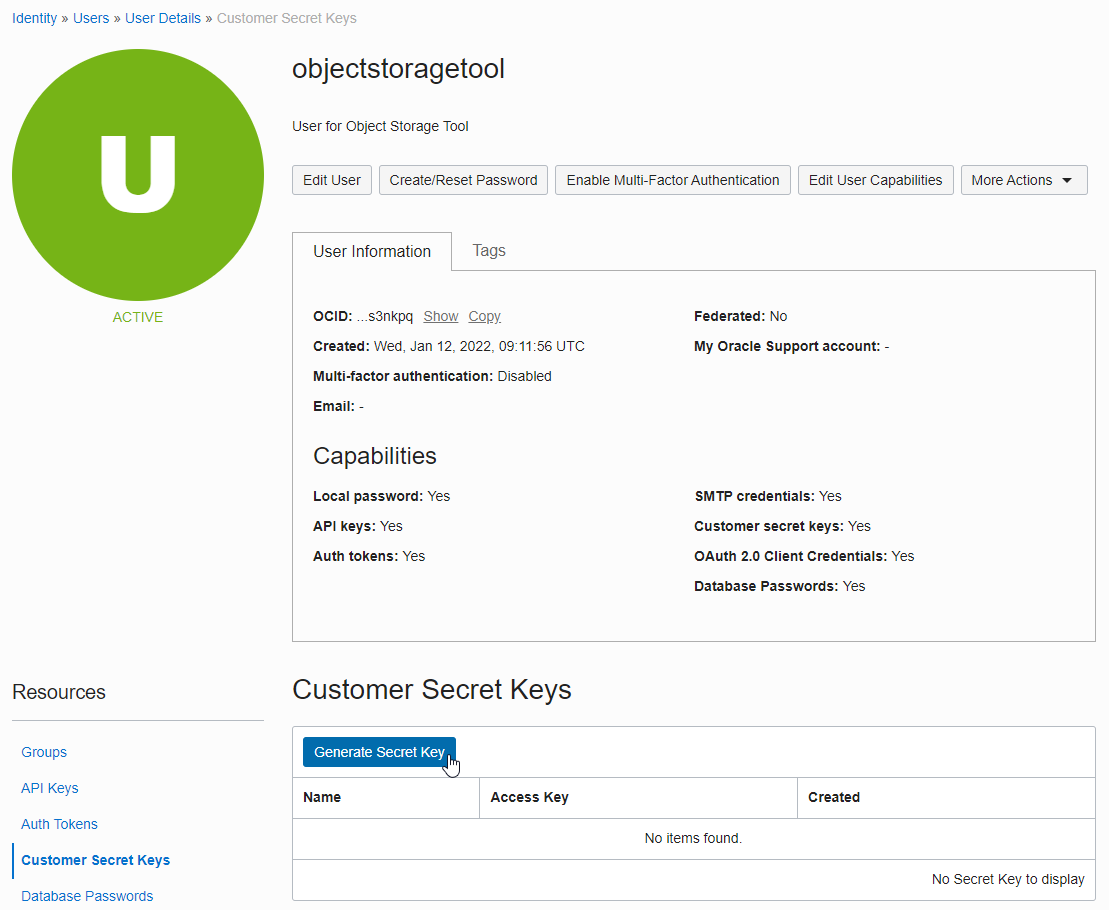 Identity » Users » User Details » Customer Secret Keys
U
ACTIVE
objectstoragetool
User for Object Storage Tool
Edit User Create/Reset Password Enable Multi-Factor Authentication Edit User Capabilities More Actions
User Information Tags
OCID: ...s3nkpq Show Copy
Created: Wed, Jan 12, 2022, 09:11:56 UTC
Multi-factor authentication: Disabled
Email: -
Federated: No
My Oracle Support account: -
Capabilities
Local password: Yes
API keys: Yes
Auth tokens: Yes
SMTP credentials: Yes
Customer secret keys: Yes
OAuth 2.0 Client Credentials: Yes
Database Passwords: Yes
Resources
Groups
API Keys
Auth Tokens
Customer Secret Keys
Database Passwords
Customer Secret Keys
Generate Secret Key
Name Access Key Created
No items found.
No Secret Key to display